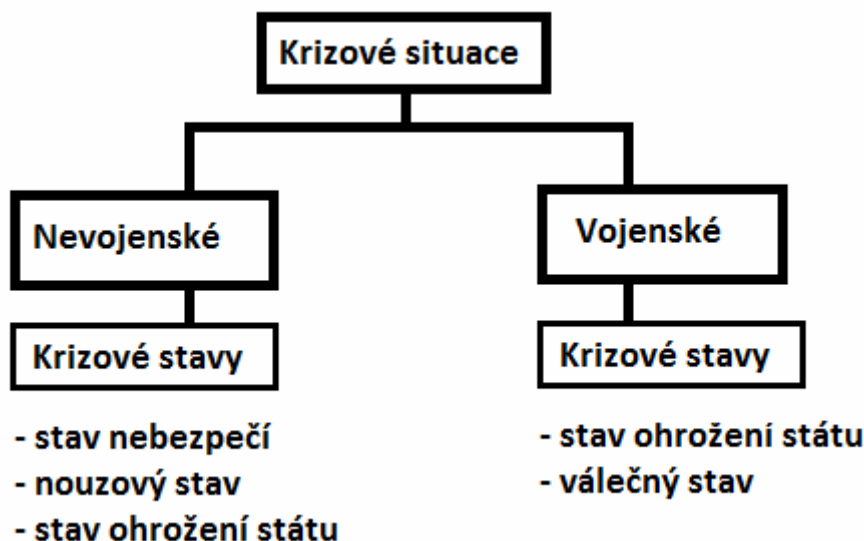 Krizové situace
Nevojenské
Vojenské
Krizové stavy
Krizové stavy
- stav nebezpečí
- nouzový stav
- stav ohrožení státu
- stav ohrožení státu
- válečný stav